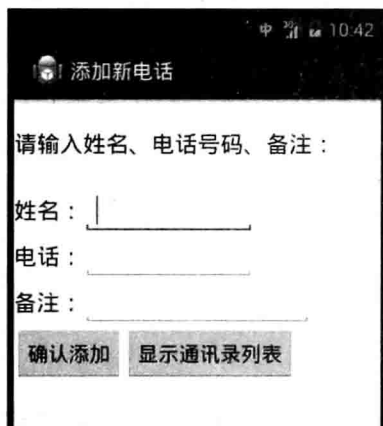 中 10:42
添加新电话
请输入姓名、电话号码、备注：
姓名：
电话：
备注：
确认添加 显示通讯录列表